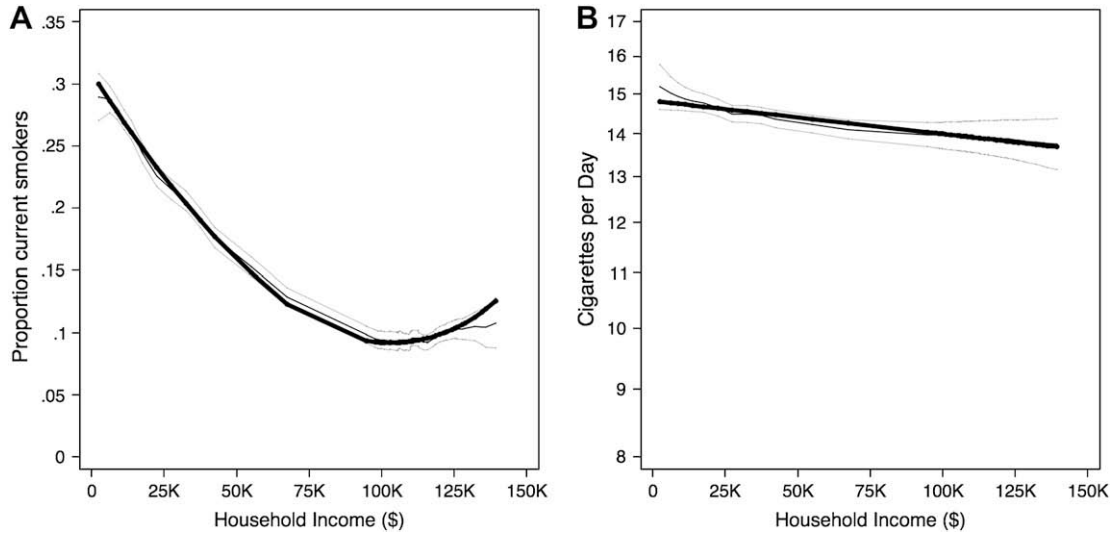 A
.35
.3
.25
.2
.15
.1
.05
0
Proportion current smokers
0 25K 50K 75K 100K 125K 150K
Household Income ($)
B
17
16
15
14
13
12
11
10
9
8
Cigarettes per Day
0 25K 50K 75K 100K 125K 150K
Household Income ($)